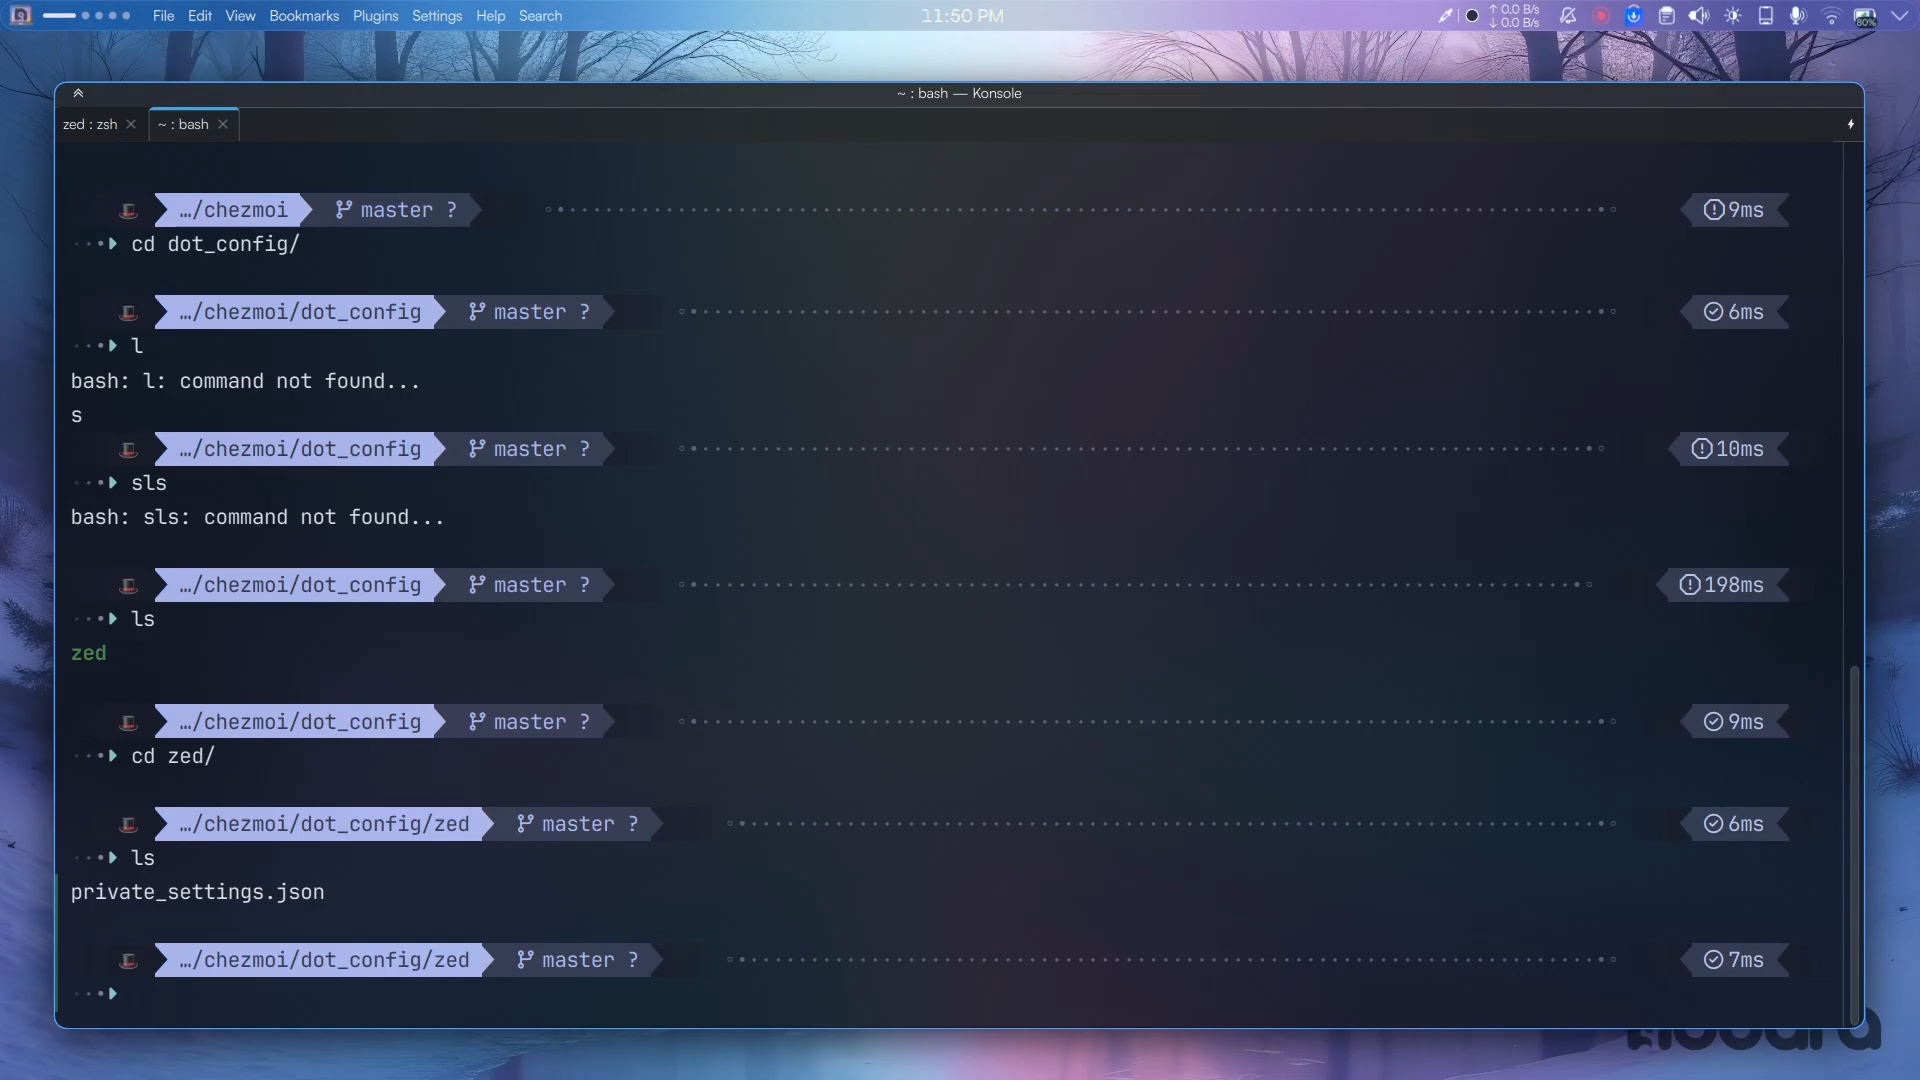 File Edit View Bookmarks Plugins Settings Help Search
11:50 PM
↑ 0.0 B/s
↓ 0.0 B/s
80%
~ : bash — Konsole
zed : zsh
~ : bash
…/chezmoi master ? 9ms
cd dot_config/
…/chezmoi/dot_config master ? 6ms
l
bash: l: command not found...
s
…/chezmoi/dot_config master ? 10ms
sls
bash: sls: command not found...
…/chezmoi/dot_config master ? 198ms
ls
zed
…/chezmoi/dot_config master ? 9ms
cd zed/
…/chezmoi/dot_config/zed master ? 6ms
ls
private_settings.json
…/chezmoi/dot_config/zed master ? 7ms